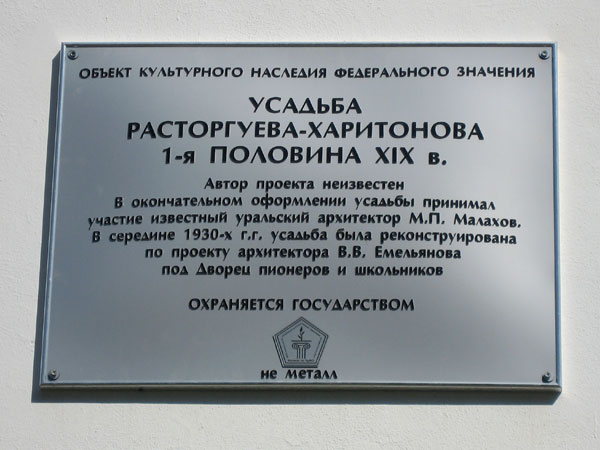 ОБЪЕКТ КУЛЬТУРНОГО НАСЛЕДИЯ ФЕДЕРАЛЬНОГО ЗНАЧЕНИЯ
УСАДЬБА
РАСТОРГУЕВА-ХАРИТОНОВА
1-я ПОЛОВИНА XIX в.
Автор проекта неизвестен
В окончательном оформлении усадьбы принимал
участие известный уральский архитектор М.П. Малахов.
В середине 1930-х г.г. усадьба была реконструирована
по проекту архитектора В.В. Емельянова
под Дворец пионеров и школьников
ОХРАНЯЕТСЯ ГОСУДАРСТВОМ
не металл